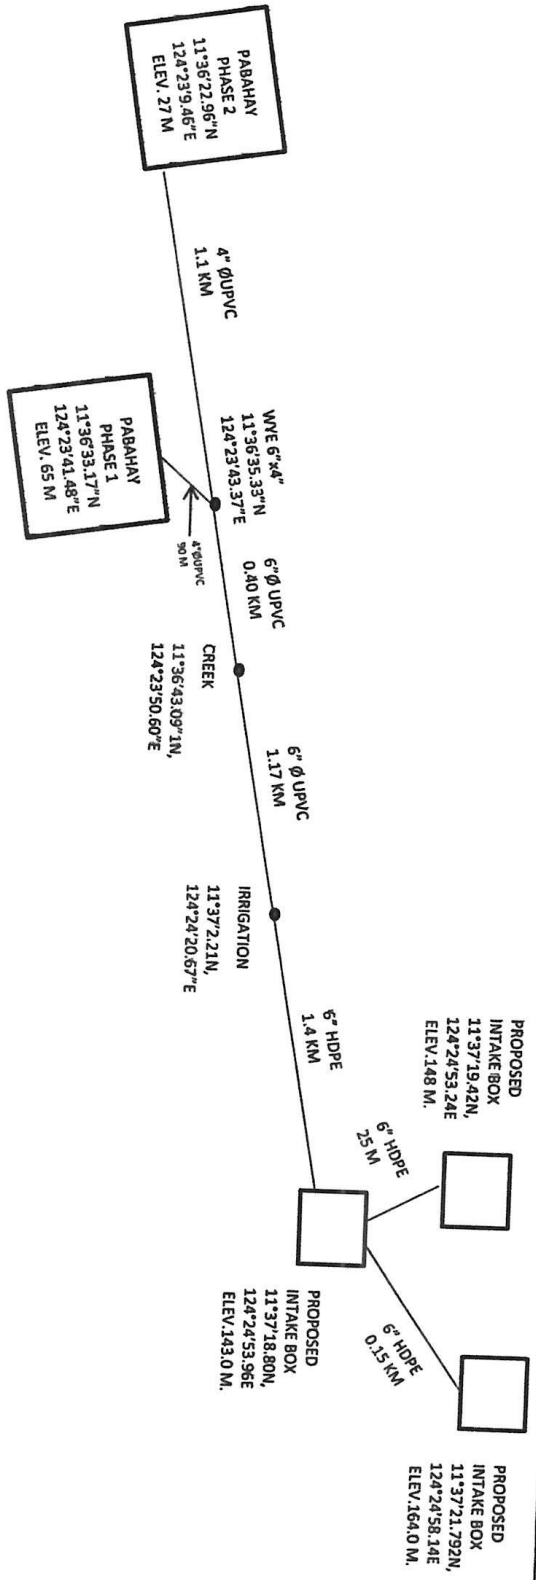 PABAHAY
PHASE 2
11°36'22.96"N
124°23'9.46"E
ELEV. 27 M
4" ØUPVC
1.1 KM
PABAHAY
PHASE 1
11°36'33.17"N
124°23'41.48"E
ELEV. 65 M
WYE 6"x4"
11°36'35.33"N
124°23'43.37"E
4"ØUPVC
90 M
6"Ø UPVC
0.40 KM
CREEK
11°36'43.09"1N,
124°23'50.60"E
6" Ø UPVC
1.17 KM
IRRIGATION
11°37'2.21N,
124°24'20.67"E
6" HDPE
1.4 KM
PROPOSED
INTAKE BOX
11°37'19.42N,
124°24'53.24E
ELEV.148 M.
6" HDPE
25 M
PROPOSED
INTAKE BOX
11°37'18.80N,
124°24'53.96E
ELEV.143.0 M.
6" HDPE
0.15 KM
PROPOSED
INTAKE BOX
11°37'21.792N,
124°24'58.14E
ELEV.164.0 M.